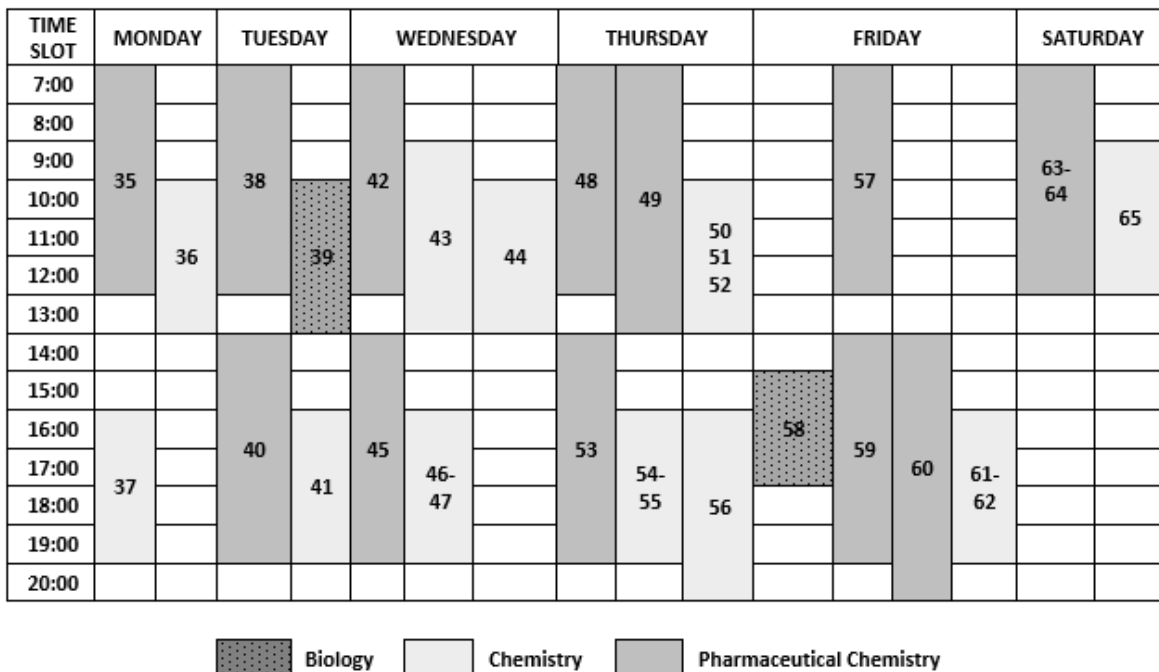 TIME SLOT MONDAY TUESDAY WEDNESDAY THURSDAY FRIDAY SATURDAY
7:00
8:00
9:00
35 38 42 48 49 57 63-64
10:00
43 50 65
11:00
36 39 44 51
12:00
52
13:00
14:00
15:00
16:00
58
40 45 53 59
46-47 54-55 60 61-62
17:00
37 41 56
18:00
19:00
20:00
Biology Chemistry Pharmaceutical Chemistry